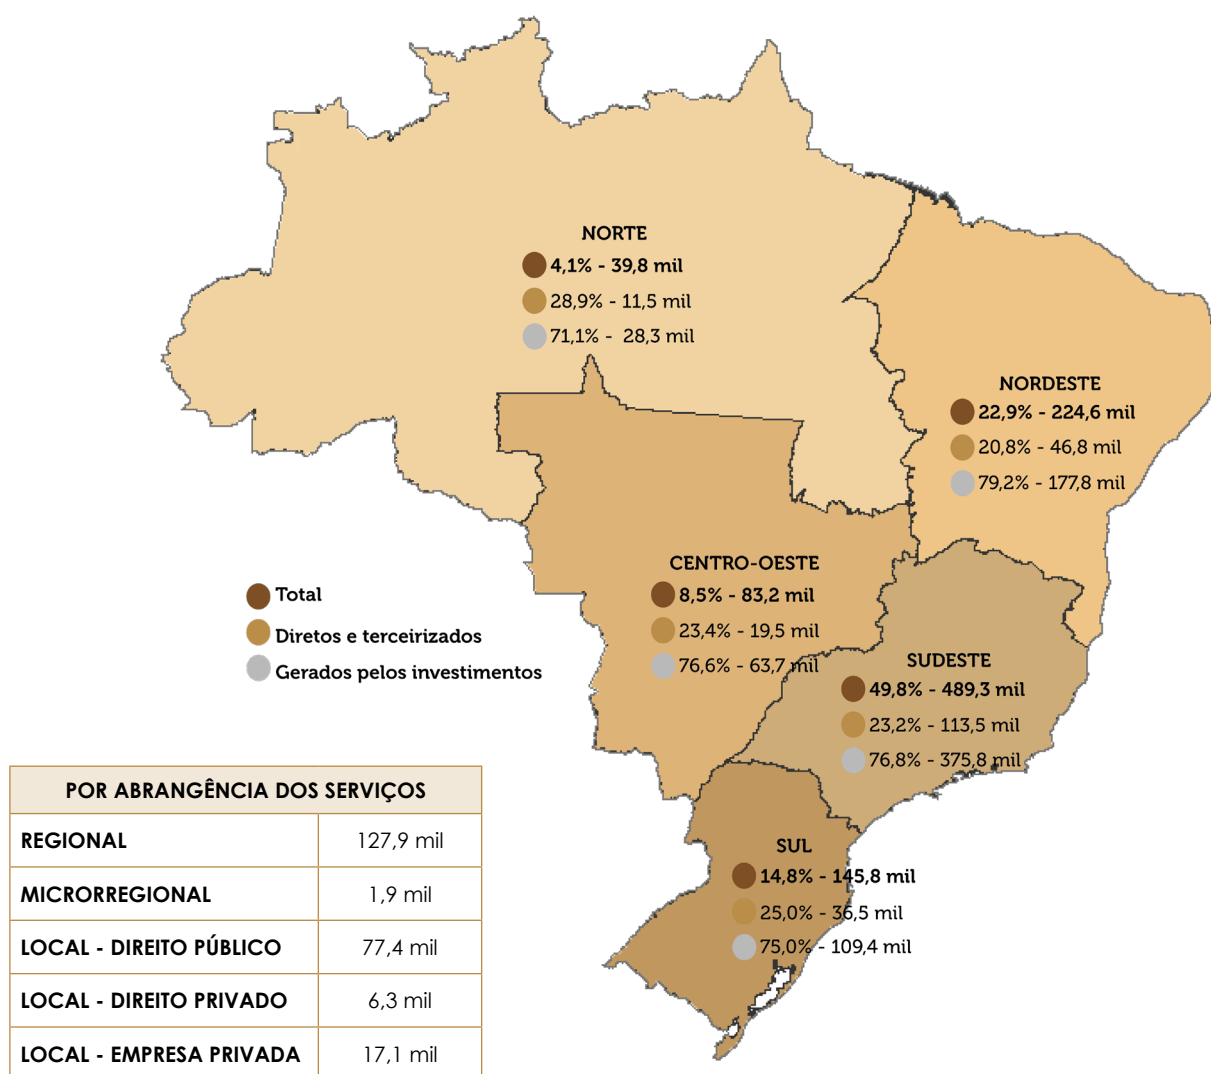 NORTE
4,1% - 39,8 mil
28,9% - 11,5 mil
71,1% - 28,3 mil
NORDESTE
22,9% - 224,6 mil
20,8% - 46,8 mil
79,2% - 177,8 mil
CENTRO-OESTE
8,5% - 83,2 mil
23,4% - 19,5 mil
76,6% - 63,7 mil
Total
Diretos e terceirizados
Gerados pelos investimentos
SUDESTE
49,8% - 489,3 mil
23,2% - 113,5 mil
76,8% - 375,8 mil
SUL
14,8% - 145,8 mil
25,0% - 36,5 mil
75,0% - 109,4 mil
POR ABRANGÊNCIA DOS SERVIÇOS
REGIONAL 127,9 mil
MICRORREGIONAL 1,9 mil
LOCAL - DIREITO PÚBLICO 77,4 mil
LOCAL - DIREITO PRIVADO 6,3 mil
LOCAL - EMPRESA PRIVADA 17,1 mil